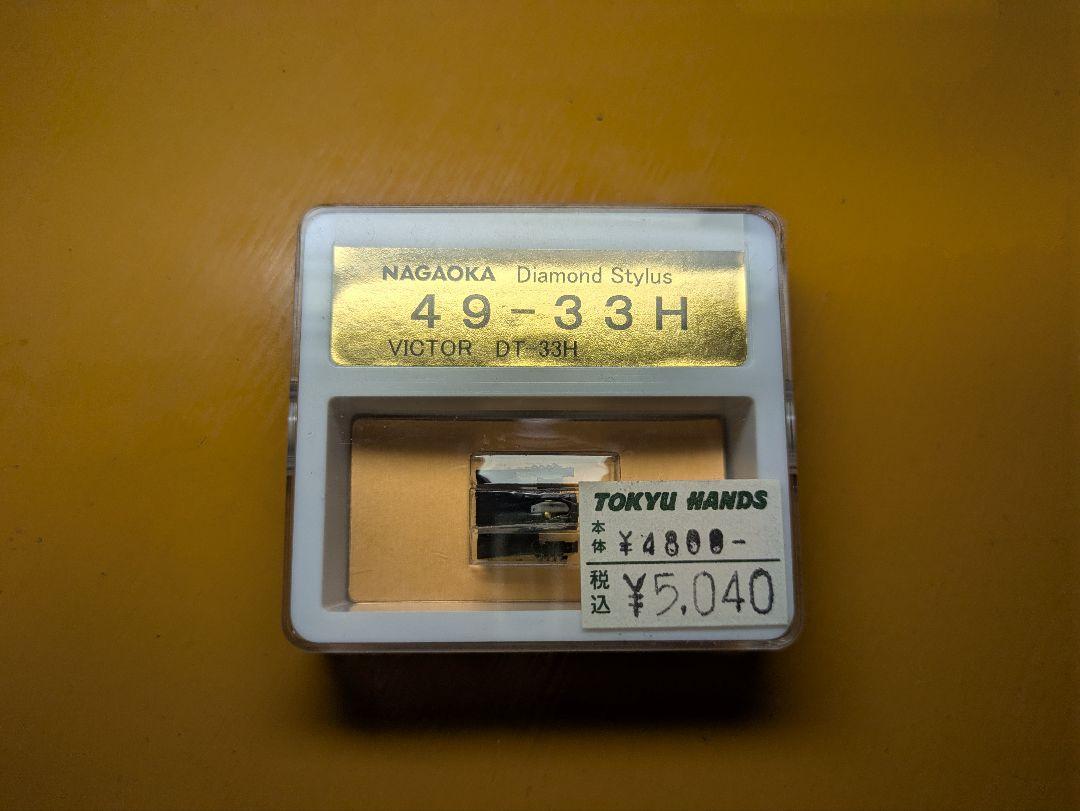 NAGAOKA Diamond Stylus
49-33H
VICTOR DT-33H
TOKYU HANDS
本体 ¥4800-
税込 ¥5,040